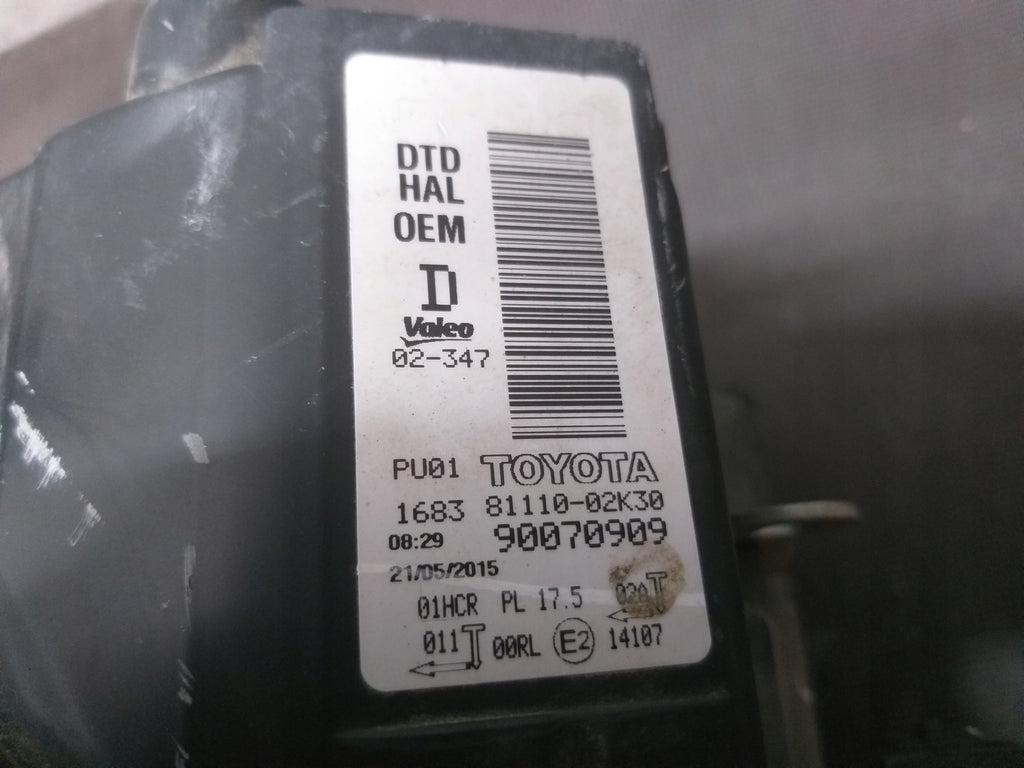 DTD
HAL
OEM
D
Valeo
02-347
PU01 TOYOTA
1683 81110-02K30
08:29 90070909
21/05/2015
01HCR PL 17.5
011 00RL E2 14107